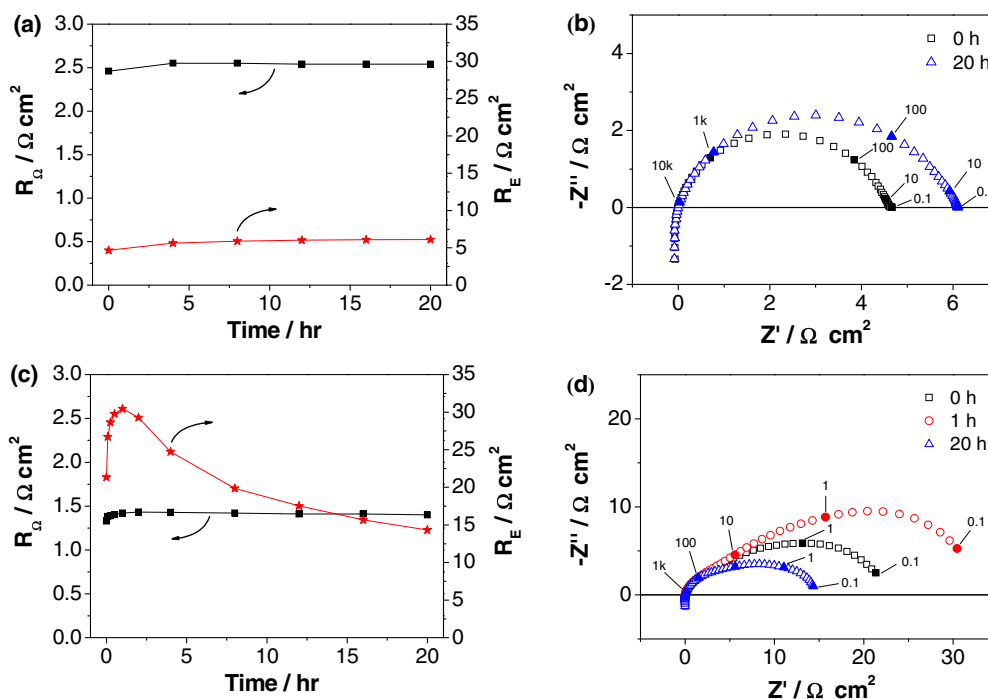 (a)
3.0
2.5
2.0
1.5
1.0
0.5
0.0
R_Ω / Ω cm²
35
30
25
20
15
10
5
0
R_E / Ω cm²
0 5 10 15 20
Time / hr
(b)
0 h
20 h
4
2
0
-2
-Z'' / Ω cm²
10k
1k
100
100
10
10
0.1
0.
0 2 4 6
Z' / Ω cm²
(c)
3.0
2.5
2.0
1.5
1.0
0.5
0.0
R_Ω / Ω cm²
35
30
25
20
15
10
5
0
R_E / Ω cm²
0 5 10 15 20
Time / hr
(d)
0 h
1 h
20 h
20
10
0
-Z'' / Ω cm²
1k
100
10
1
1
1
0.1
0.1
0.1
0 10 20 30
Z' / Ω cm²